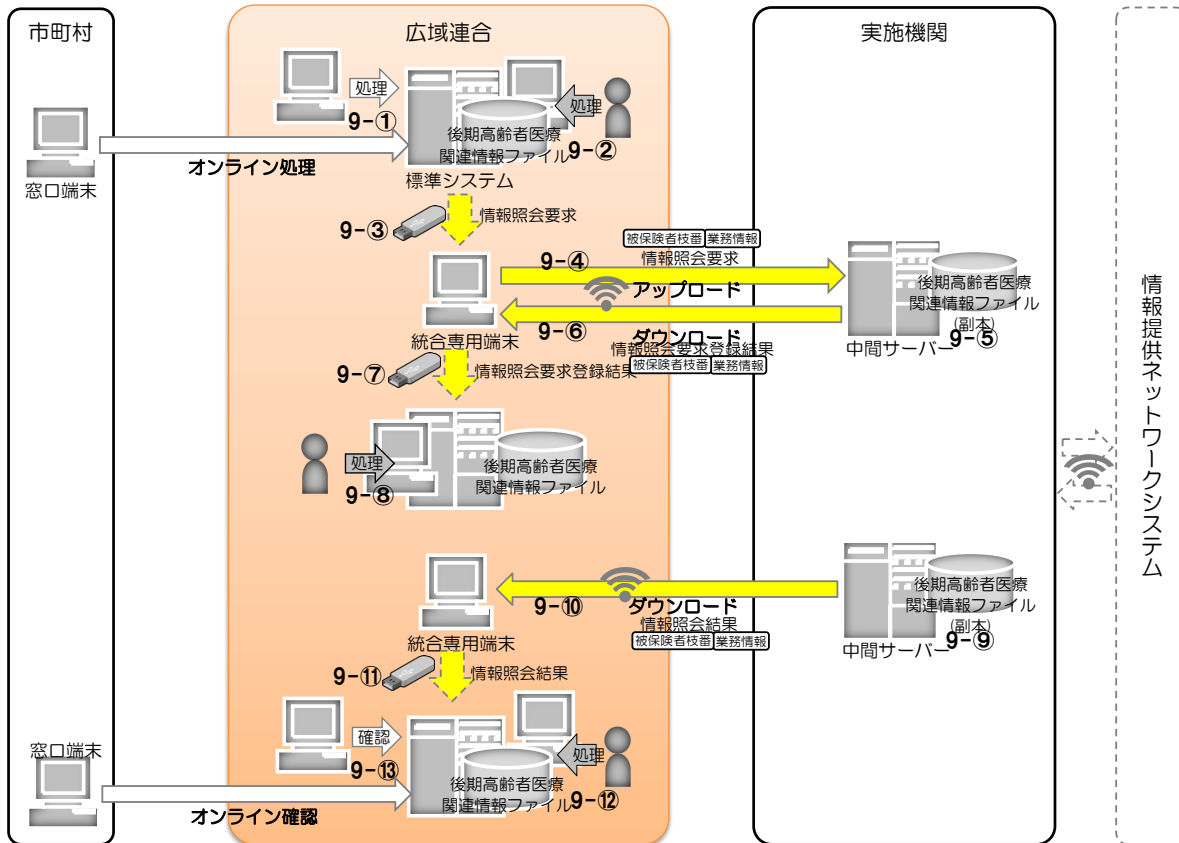 市町村
広域連合
実施機関
処理
9-①
処理
後期高齢者医療
関連情報ファイル
9-②
オンライン処理
窓口端末
標準システム
9-③
情報照会要求
被保険者枝番
業務情報
9-④
情報照会要求
アップロード
後期高齢者医療
関連情報ファイル
(副本)
9-⑤
中間サーバー
9-⑥
ダウンロード
統合専用端末
情報照会要求登録結果
被保険者枝番
業務情報
9-⑦
情報照会要求登録結果
処理
9-⑧
後期高齢者医療
関連情報ファイル
情報提供ネットワークシステム
後期高齢者医療
関連情報ファイル
(副本)
9-⑨
中間サーバー
9-⑩
ダウンロード
情報照会結果
被保険者枝番
業務情報
統合専用端末
9-⑪
情報照会結果
確認
9-⑬
処理
後期高齢者医療
関連情報ファイル
9-⑫
窓口端末
オンライン確認